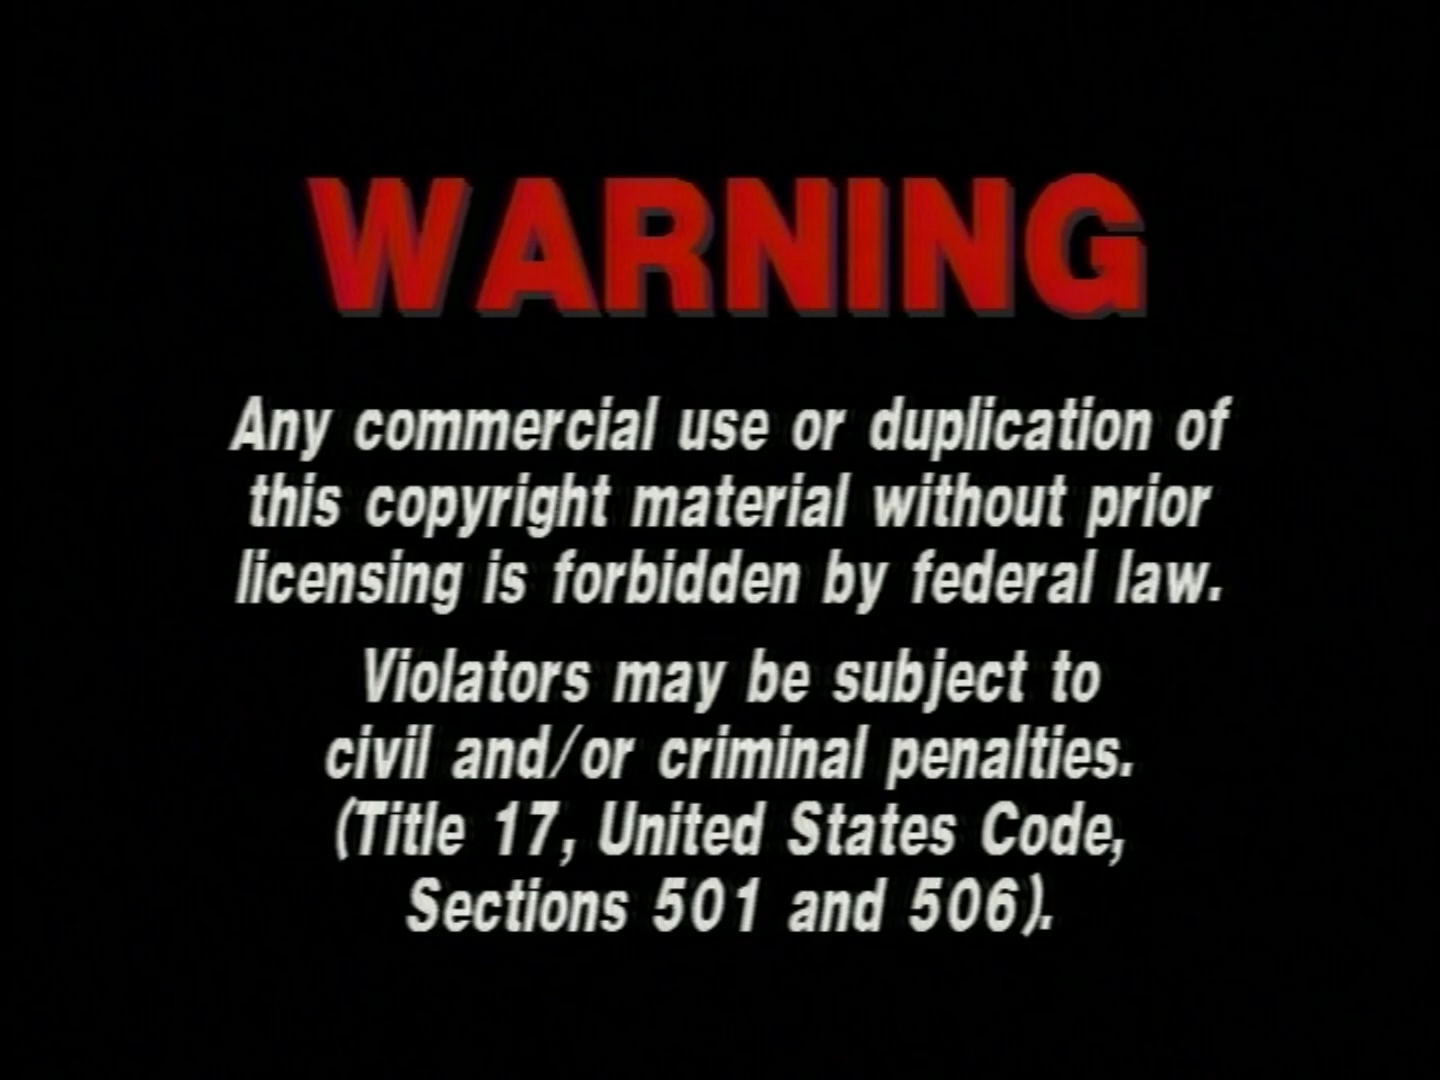 WARNING
Any commercial use or duplication of
this copyright material without prior
licensing is forbidden by federal law.
Violators may be subject to
civil and/or criminal penalties.
(Title 17, United States Code,
Sections 501 and 506).